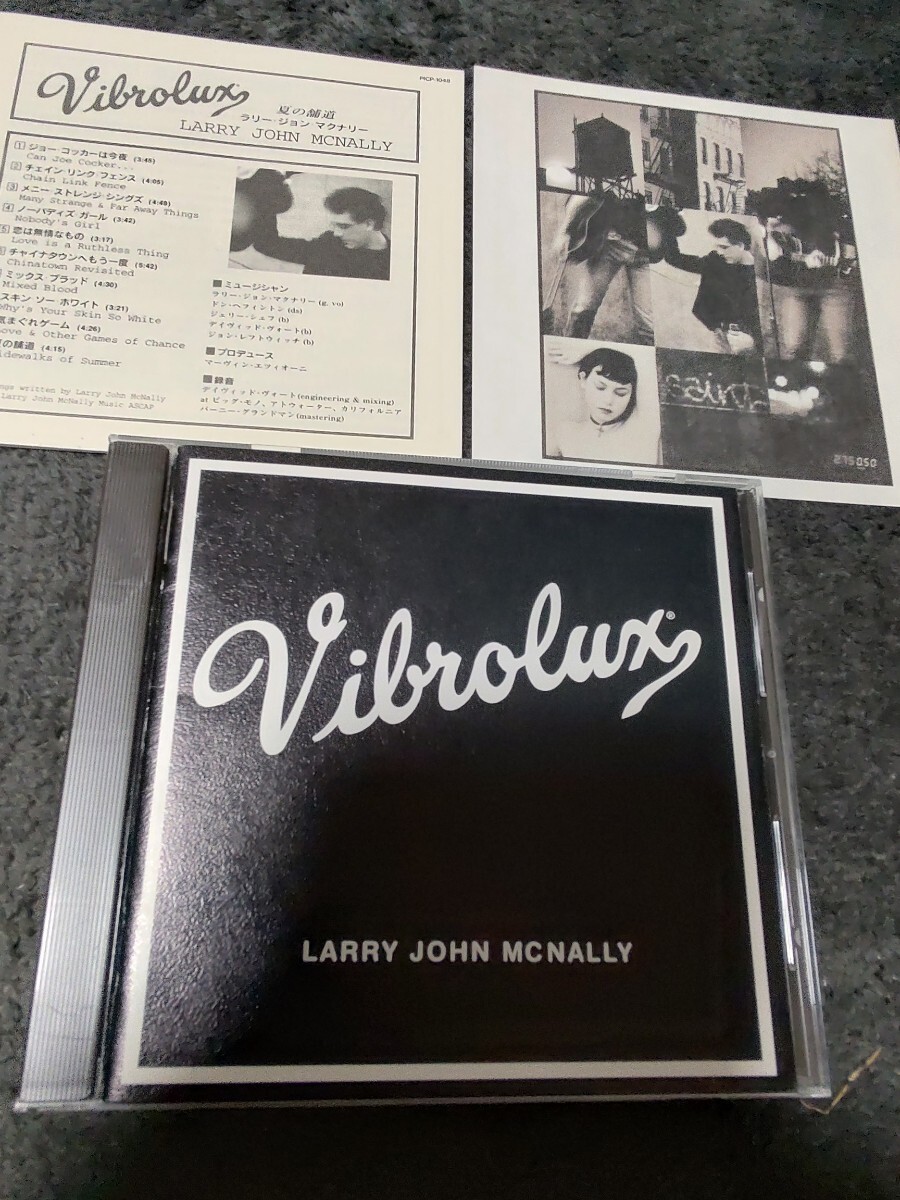 PICP-1048
Vibrolux
夏の舗道
ラリー・ジョン・マクナリー
LARRY JOHN MCNALLY
1 ジョー・コッカーは今夜 (3:45)
Can Joe Cocker..
2 チェイン・リンク フェンス (4:05)
Chain Link Fence
3 メニー・ストレンジ・シングズ (4:49)
Many Strange & Far Away Things
4 ノーバディズ ガール (3:42)
Nobody's Girl
5 恋は無情なもの (3:17)
Love is a Ruthless Thing
チャイナタウンへもう一度 (5:42)
Chinatown Revisited
ミックス ブラッド (4:30)
Mixed Blood
スキン ソー ホワイト (3:21)
Why's Your Skin So White
気まぐれゲーム (4:26)
Love & Other Games of Chance
の舗道 (4:15)
idewalks of Summer
ngs written by Larry John McNally
Larry John McNally Music ASCAP
■ミュージシャン
ラリー・ジョン・マクナリー (g, vo)
ドン・ヘフィントン (ds)
ジェリー・シェフ (b)
デイヴィッド・ヴォート(b)
ジョン・レフトウィッチ (b)
■プロデュース
マーヴィン・エツィオーニ
■録音
デイヴィッド・ヴォート(engineering & mixing)
at ビッグ・モノ、アトウォーター、カリフォルニア
バーニー・グランドマン(mastering)
saint
275050
Vibrolux®
LARRY JOHN MCNALLY